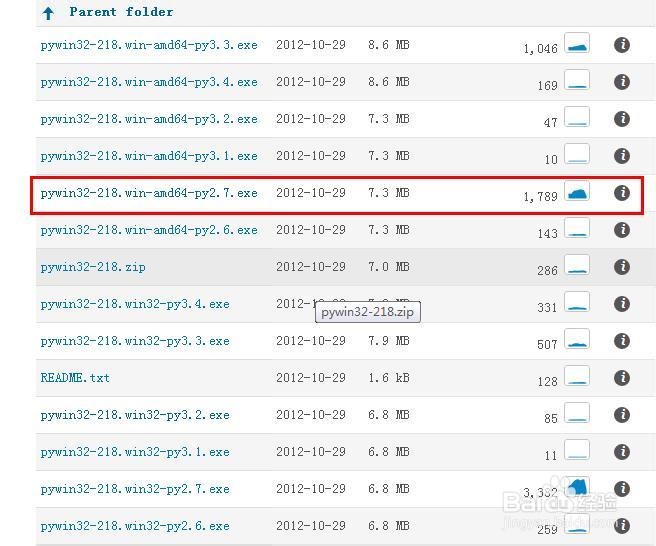 Parent folder
pywin32-218.win-amd64-py3.3.exe 2012-10-29 8.6 MB 1,046
pywin32-218.win-amd64-py3.4.exe 2012-10-29 8.6 MB 169
pywin32-218.win-amd64-py3.2.exe 2012-10-29 7.3 MB 47
pywin32-218.win-amd64-py3.1.exe 2012-10-29 7.3 MB 10
pywin32-218.win-amd64-py2.7.exe 2012-10-29 7.3 MB 1,789
pywin32-218.win-amd64-py2.6.exe 2012-10-29 7.3 MB 143
pywin32-218.zip 2012-10-29 7.0 MB 286
pywin32-218.win32-py3.4.exe 331
pywin32-218.zip
pywin32-218.win32-py3.3.exe 2012-10-29 7.9 MB 507
README.txt 2012-10-29 1.6 kB 128
pywin32-218.win32-py3.2.exe 2012-10-29 6.8 MB 85
pywin32-218.win32-py3.1.exe 2012-10-29 6.8 MB 11
pywin32-218.win32-py2.7.exe 2012-10-29 6.8 MB
Baidu经验
pywin32-218.win32-py2.6.exe 2012-10-29 6.8 MB 259
jingyan.baidu.com